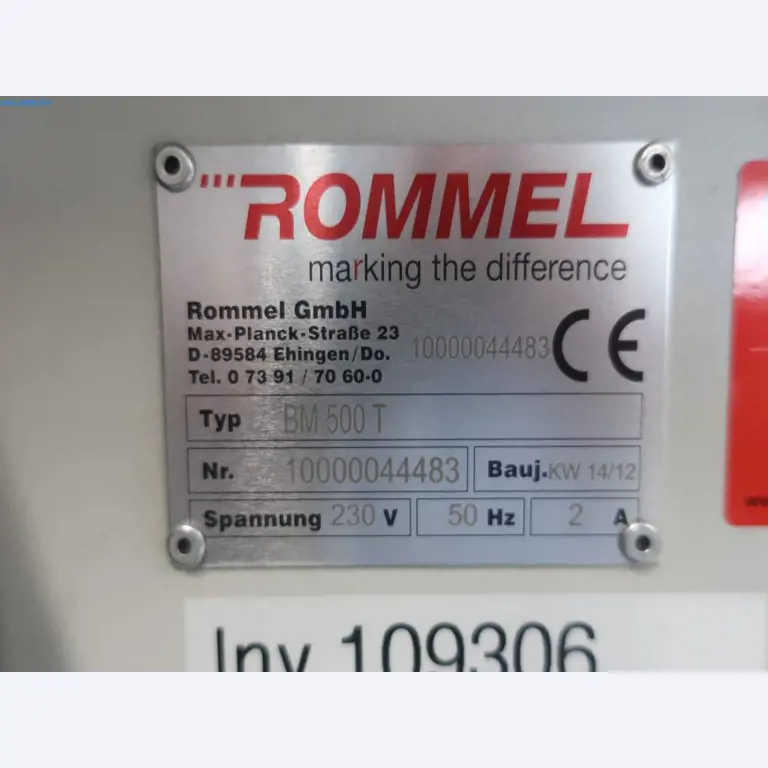 ROMMEL
marking the difference
Rommel GmbH
Max-Planck-Straße 23
D-89584 Ehingen/Do.
10000044483 CE
Tel. 0 73 91 / 70 60-0
Typ BM 500 T
Nr. 10000044483 Bauj. KW 14/12
Spannung 230 V 50 Hz 2 A
Inv 109306